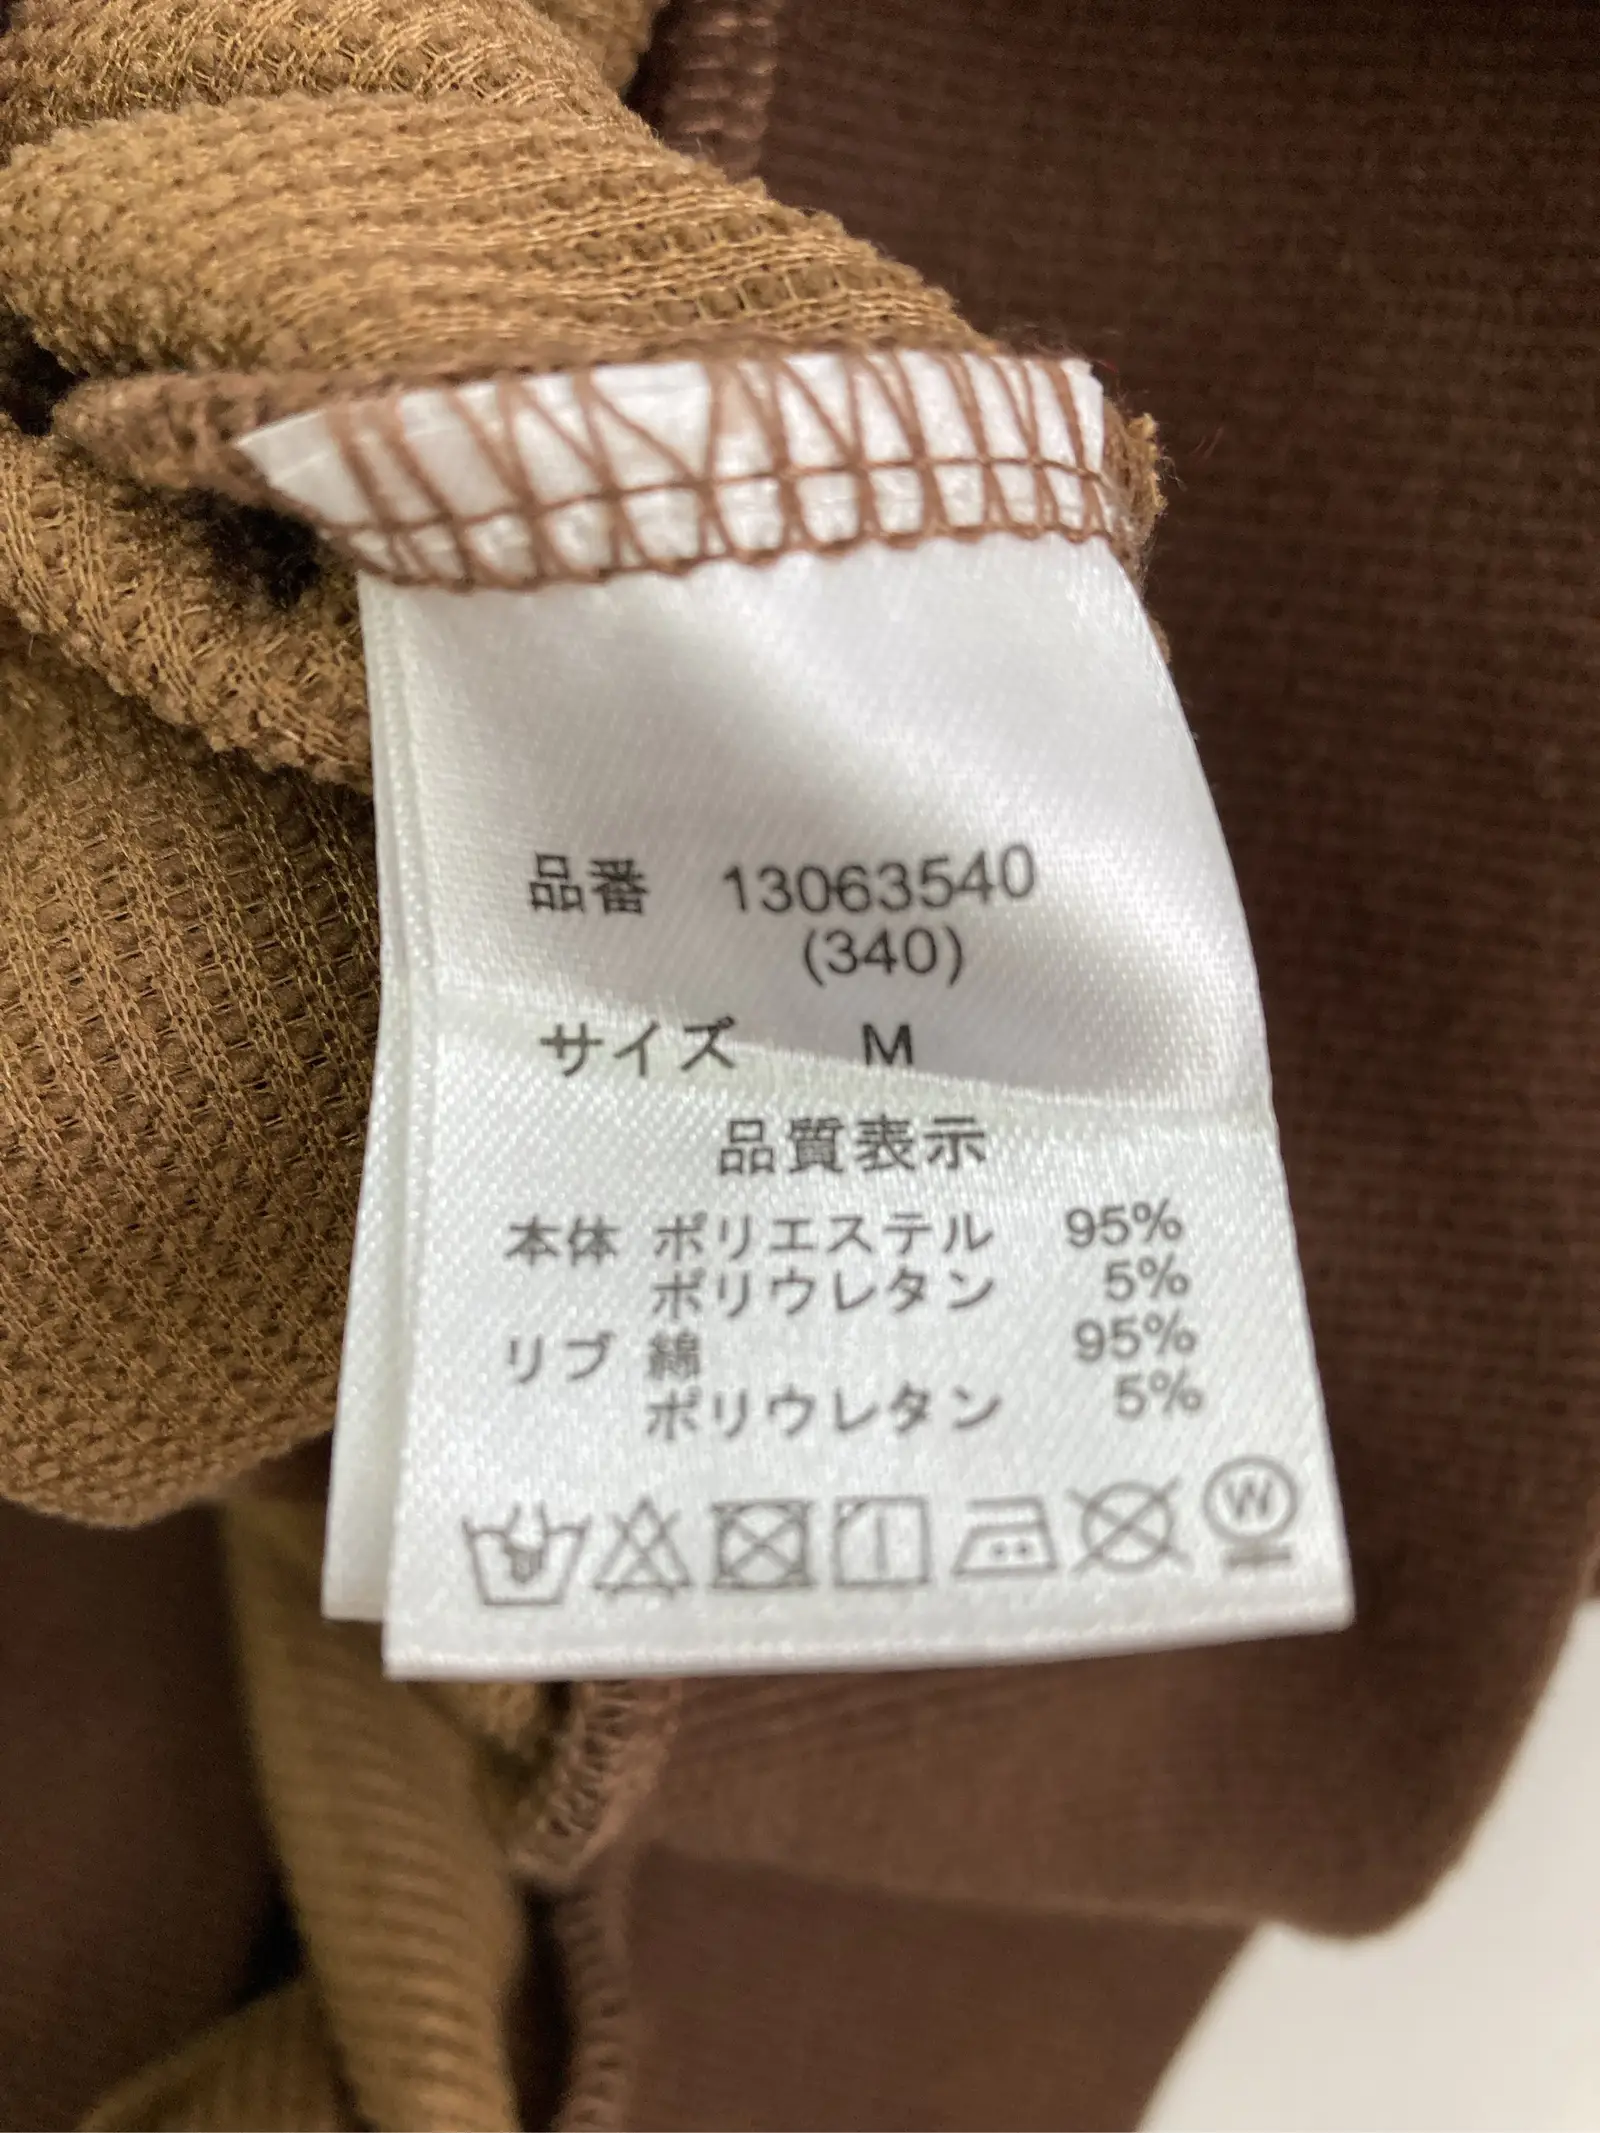 品番 13063540
(340)
サイズ M
品質表示
本体 ポリエステル 95%
ポリウレタン 5%
リブ 綿 95%
ポリウレタン 5%
W